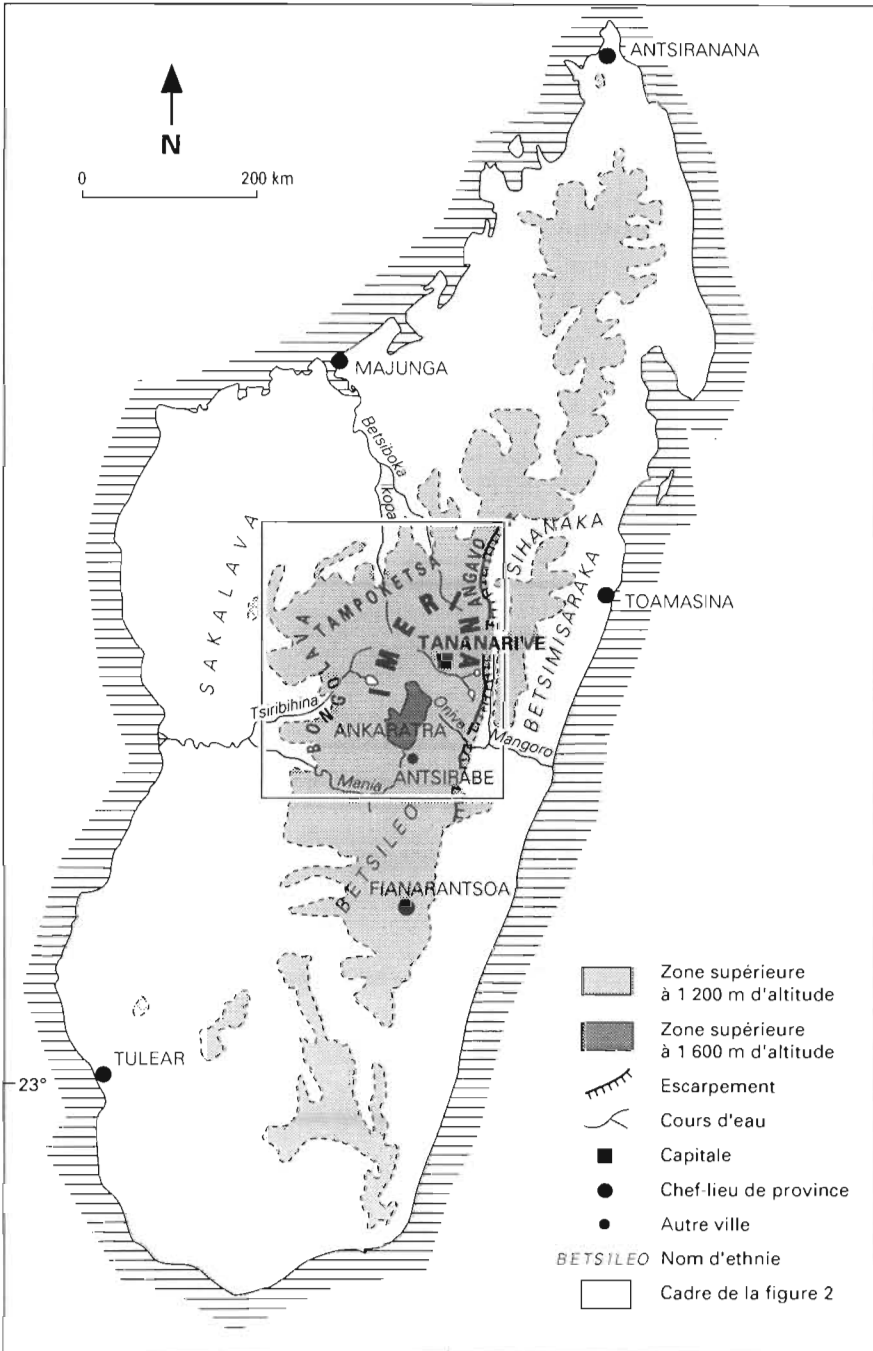 ANTSIRANANA
N
0 200 km
MAJUNGA
Betsiboka
Ikopa
SAKALAVA
SIHANAKA
ANGAVO
TAMPOKETSA
IMERINA
TANANARIVE
TOAMASINA
BETSIMISARAKA
BONGOLAVA
Tsiribihina
ANKARATRA
Onive
Mangoro
ANTSIRABE
Mania
BETSILEO
FIANARANTSOA
TULEAR
23°
Zone supérieure
à 1 200 m d'altitude
Zone supérieure
à 1 600 m d'altitude
Escarpement
Cours d'eau
Capitale
Chef-lieu de province
Autre ville
BETSILEO Nom d'ethnie
Cadre de la figure 2